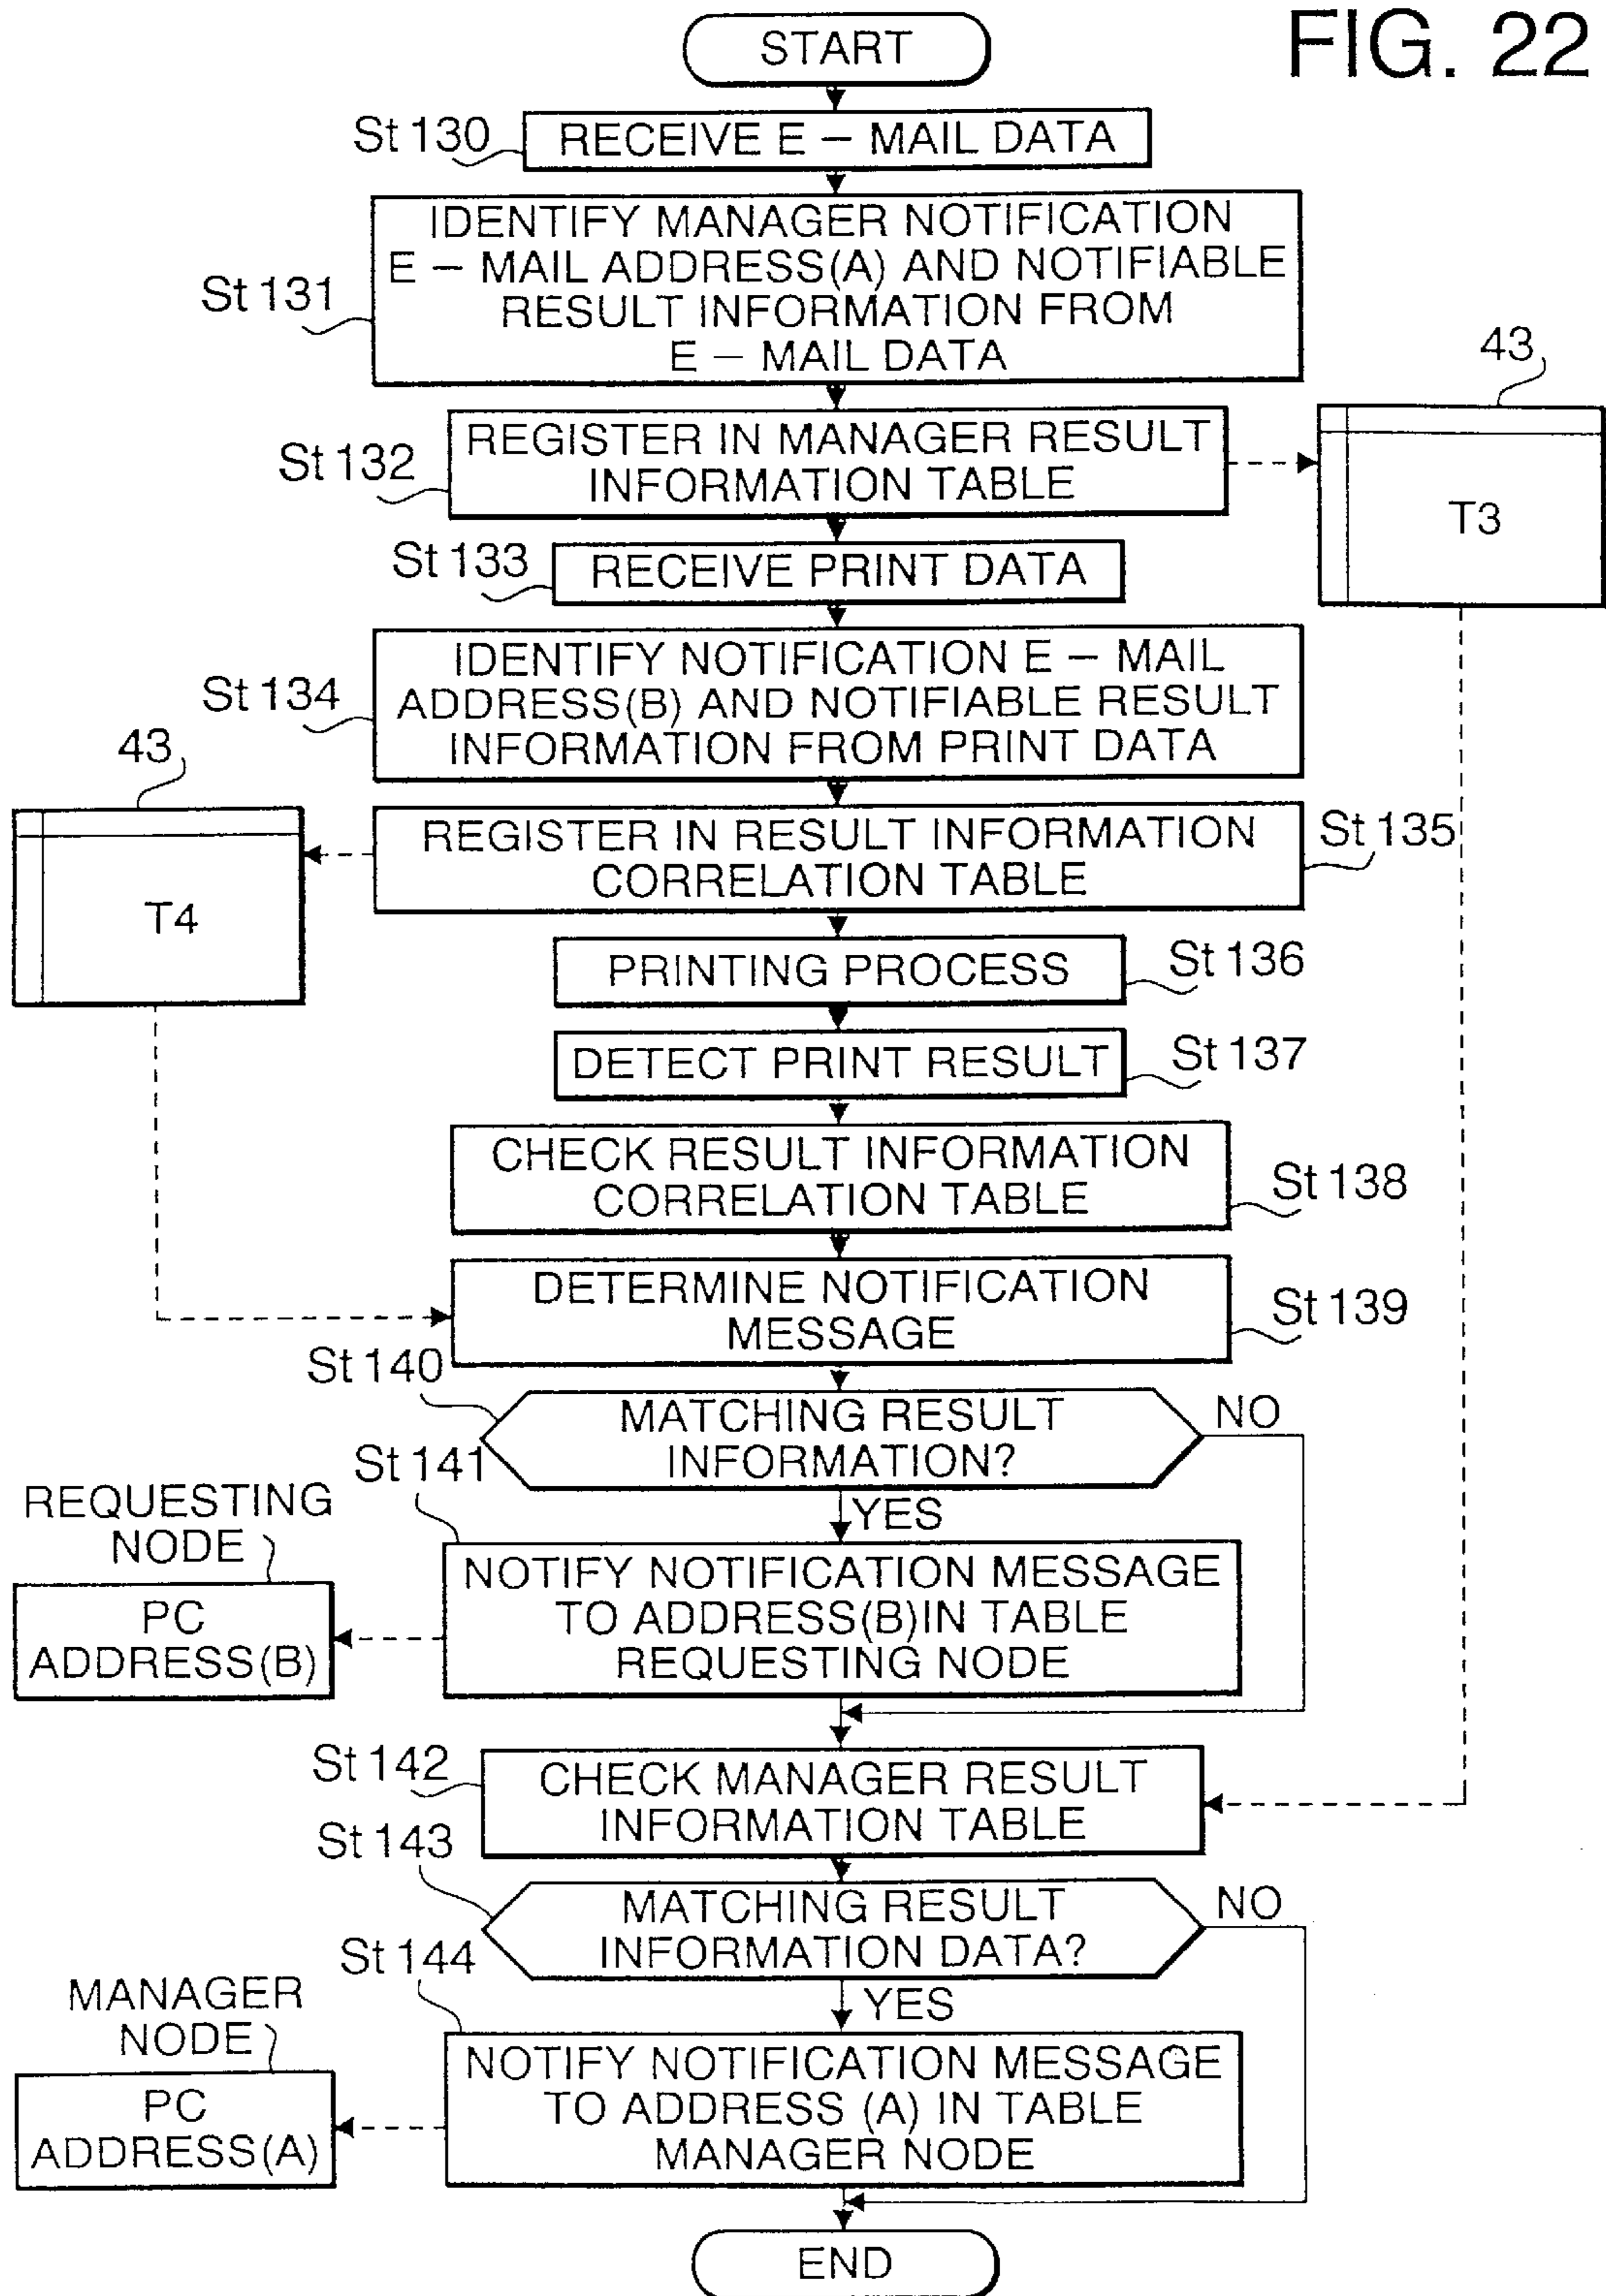 FIG. 22
START
St 130
RECEIVE E – MAIL DATA
IDENTIFY MANAGER NOTIFICATION
E – MAIL ADDRESS(A) AND NOTIFIABLE
RESULT INFORMATION FROM
E – MAIL DATA
St 131
43
REGISTER IN MANAGER RESULT
INFORMATION TABLE
St 132
T3
St 133
RECEIVE PRINT DATA
IDENTIFY NOTIFICATION E – MAIL
ADDRESS(B) AND NOTIFIABLE RESULT
INFORMATION FROM PRINT DATA
St 134
43
REGISTER IN RESULT INFORMATION
CORRELATION TABLE
St 135
T4
PRINTING PROCESS
St 136
DETECT PRINT RESULT
St 137
CHECK RESULT INFORMATION
CORRELATION TABLE
St 138
DETERMINE NOTIFICATION
MESSAGE
St 139
St 140
MATCHING RESULT
INFORMATION?
NO
YES
St 141
REQUESTING
NODE
NOTIFY NOTIFICATION MESSAGE
TO ADDRESS(B)IN TABLE
REQUESTING NODE
PC
ADDRESS(B)
St 142
CHECK MANAGER RESULT
INFORMATION TABLE
St 143
MATCHING RESULT
INFORMATION DATA?
NO
YES
St 144
MANAGER
NODE
NOTIFY NOTIFICATION MESSAGE
TO ADDRESS (A) IN TABLE
MANAGER NODE
PC
ADDRESS(A)
END